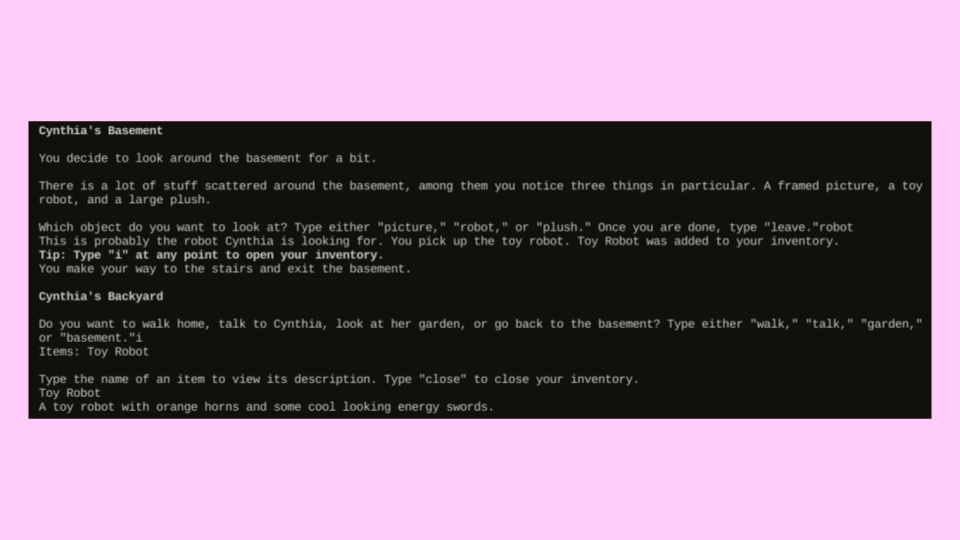 Cynthia's Basement
You decide to look around the basement for a bit.
There is a lot of stuff scattered around the basement, among them you notice three things in particular. A framed picture, a toy
robot, and a large plush.
Which object do you want to look at? Type either "picture," "robot," or "plush." Once you are done, type "leave."robot
This is probably the robot Cynthia is looking for. You pick up the toy robot. Toy Robot was added to your inventory.
Tip: Type "i" at any point to open your inventory.
You make your way to the stairs and exit the basement.
Cynthia's Backyard
Do you want to walk home, talk to Cynthia, look at her garden, or go back to the basement? Type either "walk," "talk," "garden,"
or "basement."i
Items: Toy Robot
Type the name of an item to view its description. Type "close" to close your inventory.
Toy Robot
A toy robot with orange horns and some cool looking energy swords.